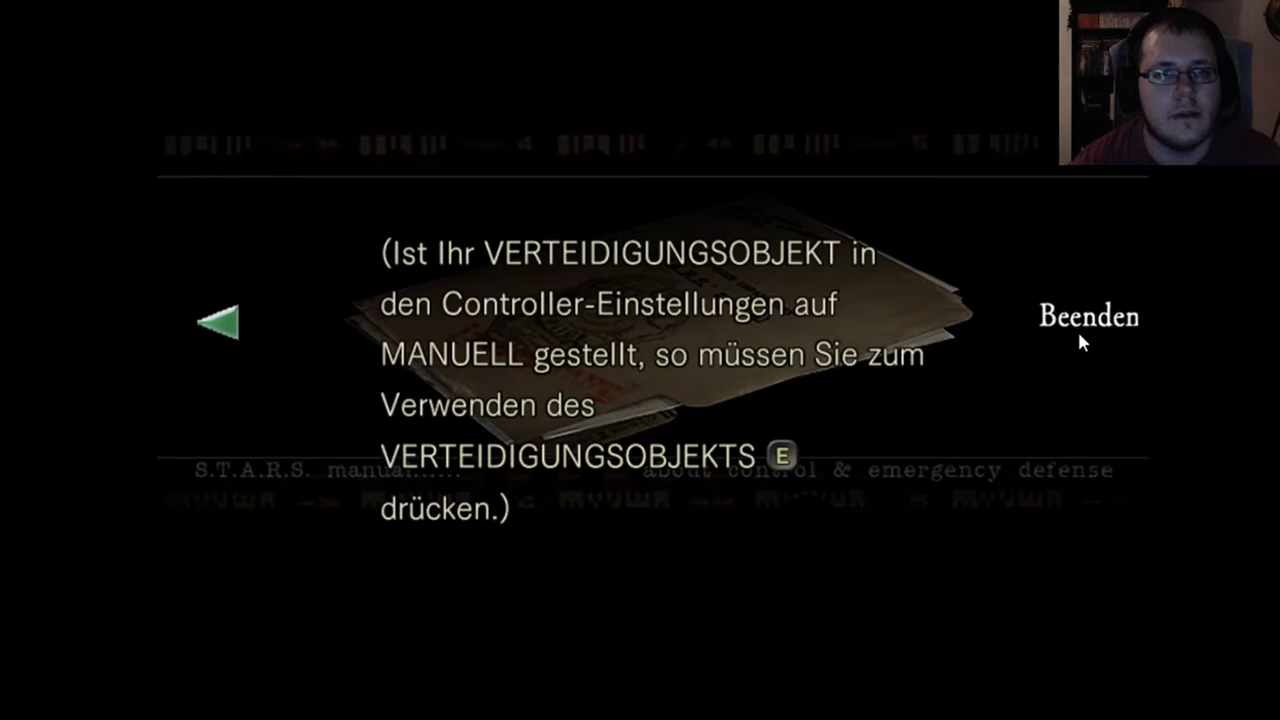 (Ist Ihr VERTEIDIGUNGSOBJEKT in
den Controller-Einstellungen auf
Beenden
MANUELL gestellt, so müssen Sie zum
Verwenden des
VERTEIDIGUNGSOBJEKTS E
S.T.A.R.S. manual..... about control & emergency defense
drücken.)